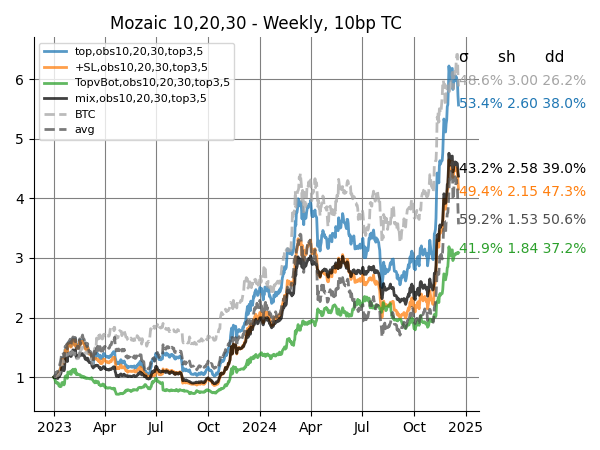 Mozaic 10,20,30 - Weekly, 10bp TC
top,obs10,20,30,top3,5
+SL,obs10,20,30,top3,5
TopvBot,obs10,20,30,top3,5
mix,obs10,20,30,top3,5
BTC
avg
σ sh dd
48.6% 3.00 26.2%
53.4% 2.60 38.0%
43.2% 2.58 39.0%
49.4% 2.15 47.3%
59.2% 1.53 50.6%
41.9% 1.84 37.2%
6
5
4
3
2
1
2023 Apr Jul Oct 2024 Apr Jul Oct 2025